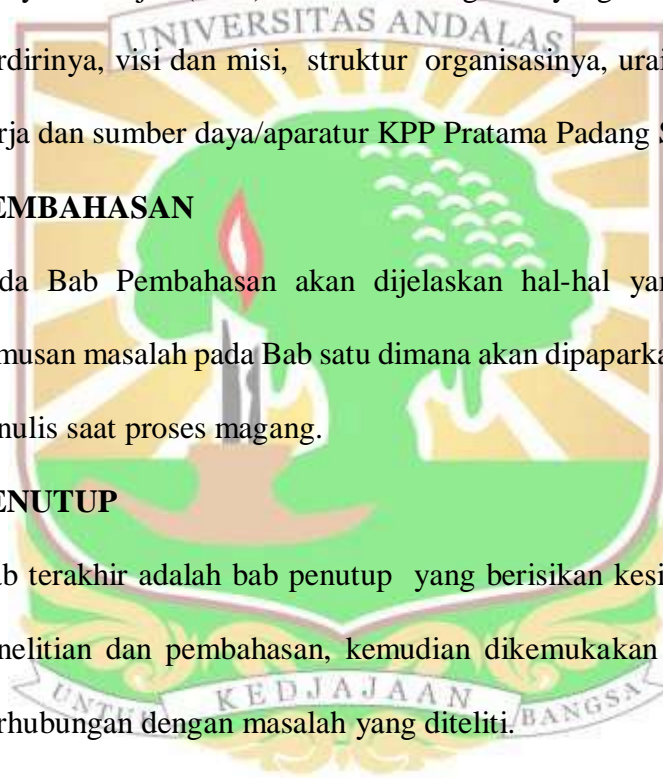 UNIVERSITAS ANDALAS
rdirinya, visi dan misi, struktur organisasinya, urai
rja dan sumber daya/aparatur KPP Pratama Padang S
EMBAHASAN
da Bab Pembahasan akan dijelaskan hal-hal yan
musan masalah pada Bab satu dimana akan dipaparka
nulis saat proses magang.
ENUTUP
ab terakhir adalah bab penutup yang berisikan kesi
nelitian dan pembahasan, kemudian dikemukakan
UNTUK KEDJAJAAN BANGSA
rhubungan dengan masalah yang diteliti.